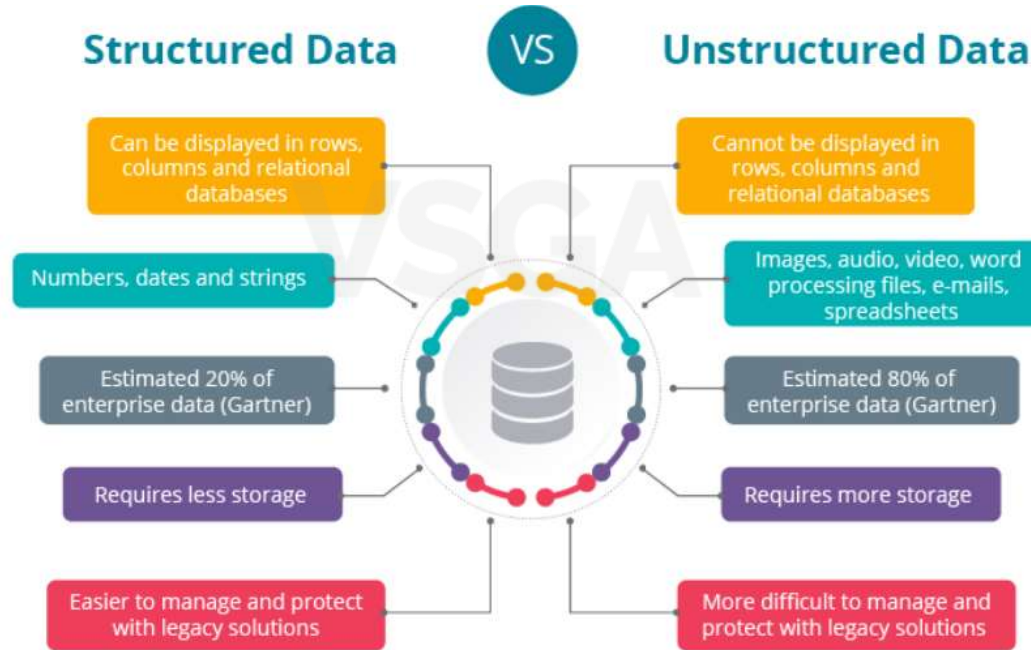 Structured Data
VS
Unstructured Data
Can be displayed in rows,
columns and relational
databases
Cannot be displayed in
rows, columns and
relational databases
VSGA
Numbers, dates and strings
Images, audio, video, word
processing files, e-mails,
spreadsheets
Estimated 20% of
enterprise data (Gartner)
Estimated 80% of
enterprise data (Gartner)
Requires less storage
Requires more storage
Easier to manage and protect
with legacy solutions
More difficult to manage and
protect with legacy solutions